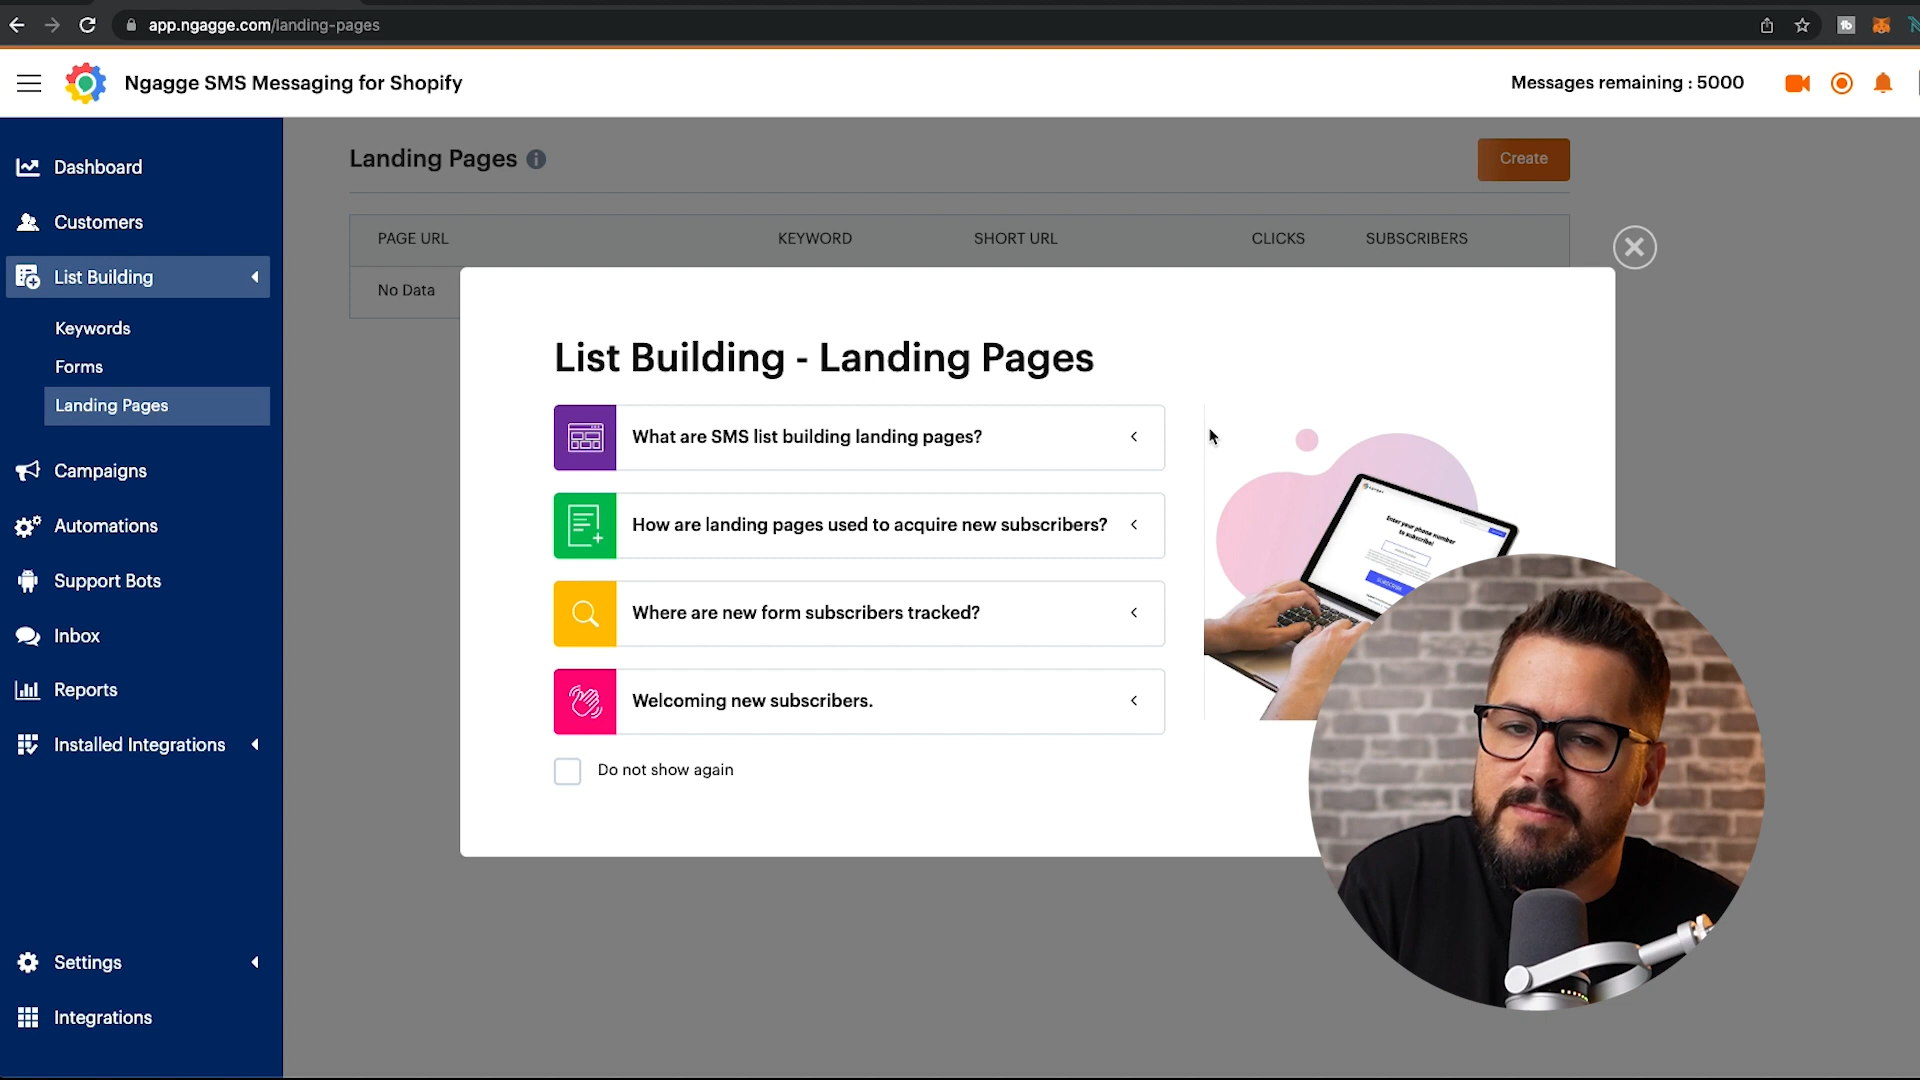 app.ngagge.com/landing-pages
Ngagge SMS Messaging for Shopify
Messages remaining : 5000
Dashboard
Customers
List Building
Keywords
Forms
Landing Pages
Campaigns
Automations
Support Bots
Inbox
Reports
Installed Integrations
Settings
Integrations
Landing Pages
Create
PAGE URL KEYWORD SHORT URL CLICKS SUBSCRIBERS
No Data
List Building - Landing Pages
What are SMS list building landing pages?
How are landing pages used to acquire new subscribers?
Where are new form subscribers tracked?
Welcoming new subscribers.
Do not show again
Enter your phone number
to subscribe!
SUBSCRIBE